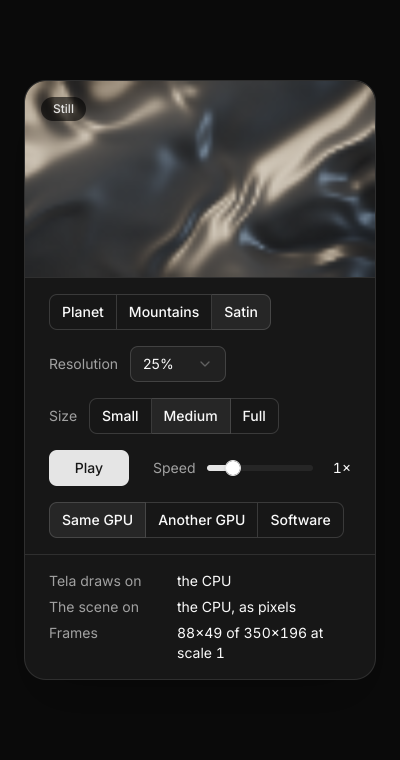 Still
Planet Mountains Satin
Resolution 25%
Size Small Medium Full
Play Speed 1×
Same GPU Another GPU Software
Tela draws on the CPU
The scene on the CPU, as pixels
Frames 88×49 of 350×196 at
scale 1